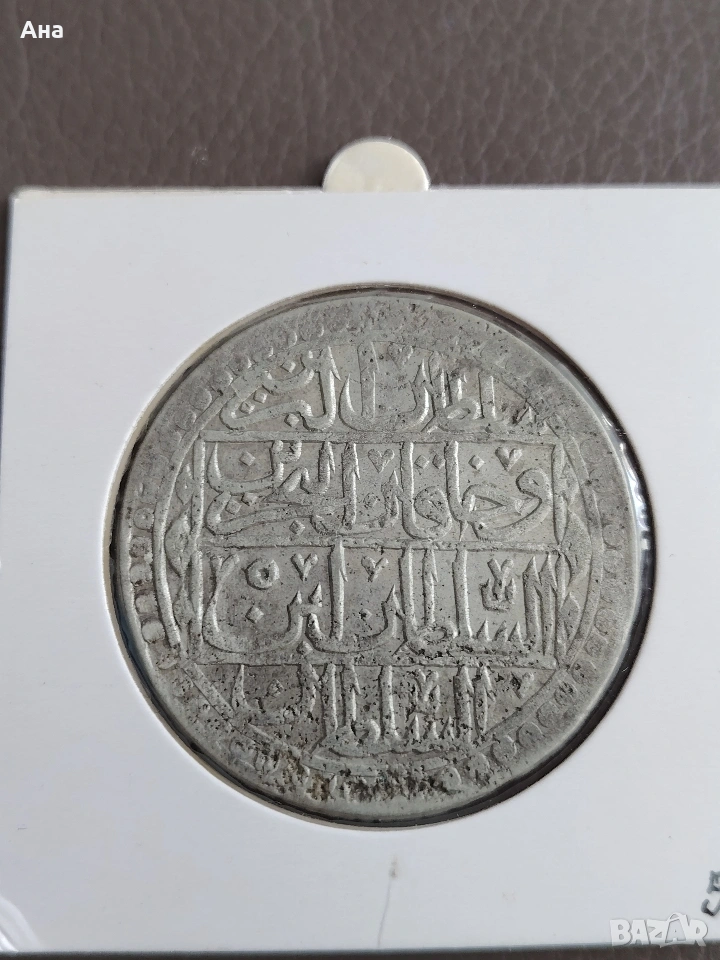 Ана
سلطان البرين
وخاقان البحرين
السلطان ابن
السلطان
BAZAR